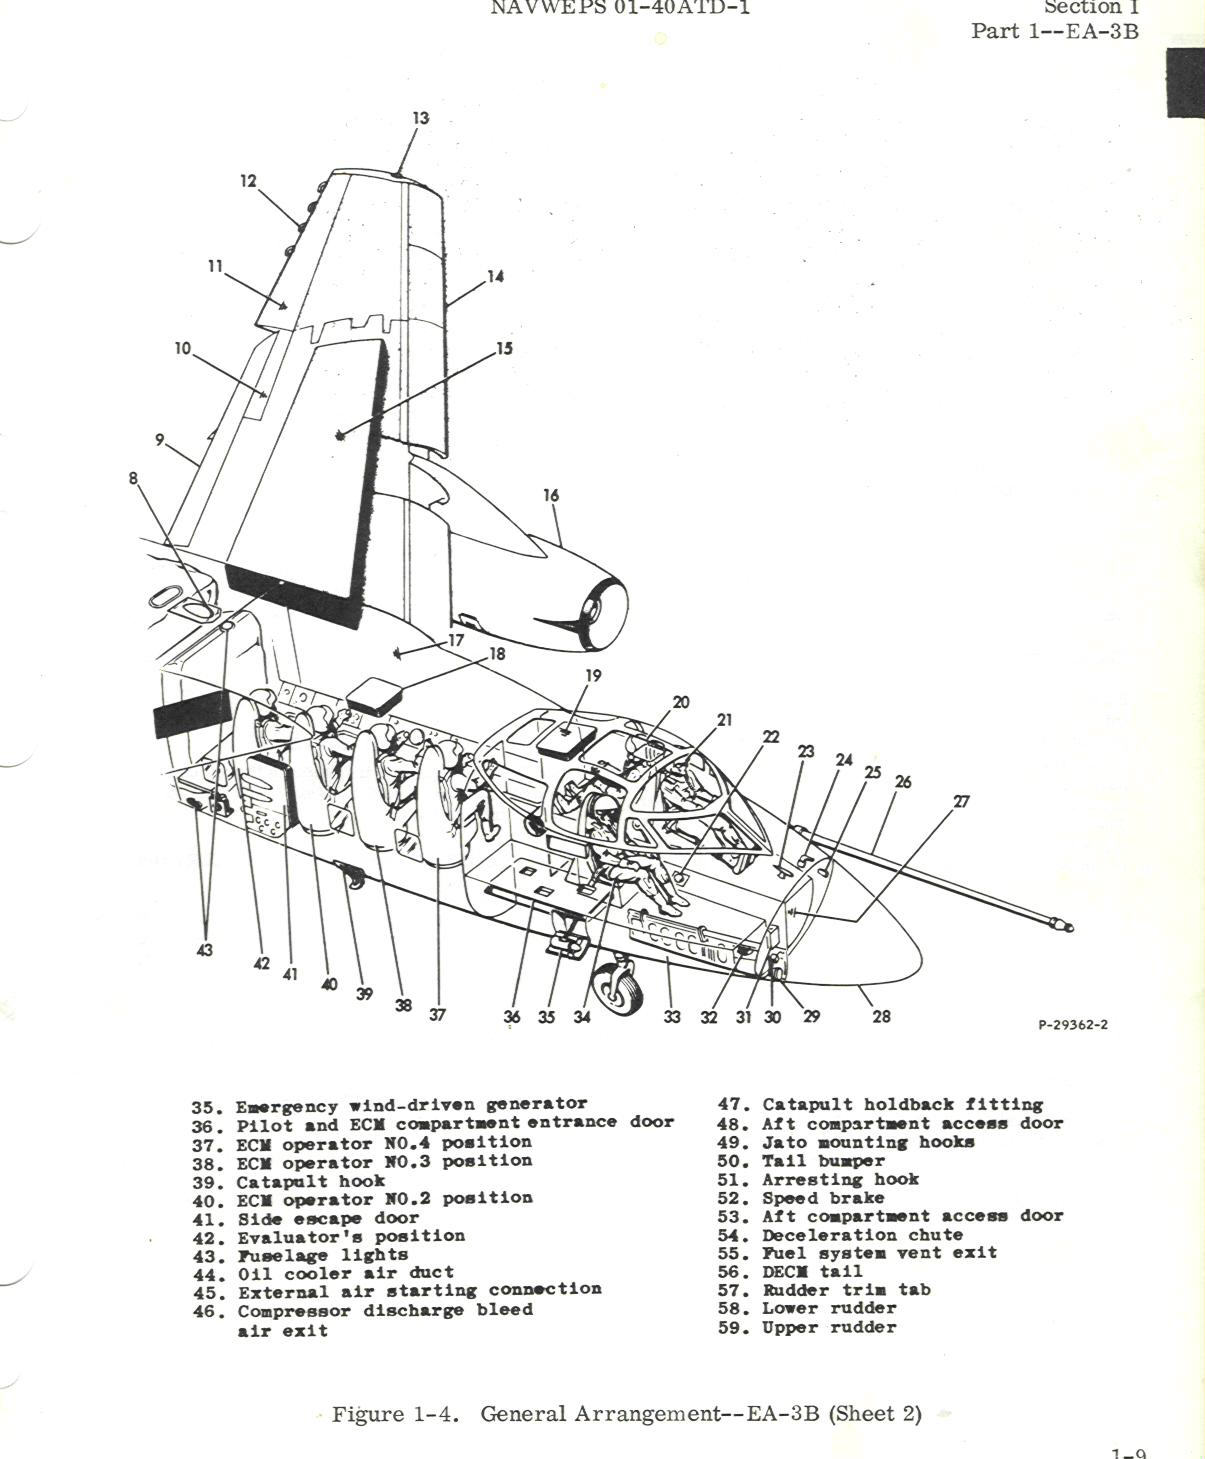 NAVWEPS 01-40ATD-1
Section I
Part 1--EA-3B
13
12
11
14
10
15
9
8
16
17
18
19
20
21
22
23
24
25
26
27
43
42
41
40
39
38
37
36
35
34
33
32
31
30
29
28
P-29362-2
35. Emergency wind-driven generator
36. Pilot and ECM compartment entrance door
37. ECM operator NO.4 position
38. ECM operator NO.3 position
39. Catapult hook
40. ECM operator NO.2 position
41. Side escape door
42. Evaluator's position
43. Fuselage lights
44. Oil cooler air duct
45. External air starting connection
46. Compressor discharge bleed
air exit
47. Catapult holdback fitting
48. Aft compartment access door
49. Jato mounting hooks
50. Tail bumper
51. Arresting hook
52. Speed brake
53. Aft compartment access door
54. Deceleration chute
55. Fuel system vent exit
56. DECM tail
57. Rudder trim tab
58. Lower rudder
59. Upper rudder
Figure 1-4. General Arrangement--EA-3B (Sheet 2)
1-9